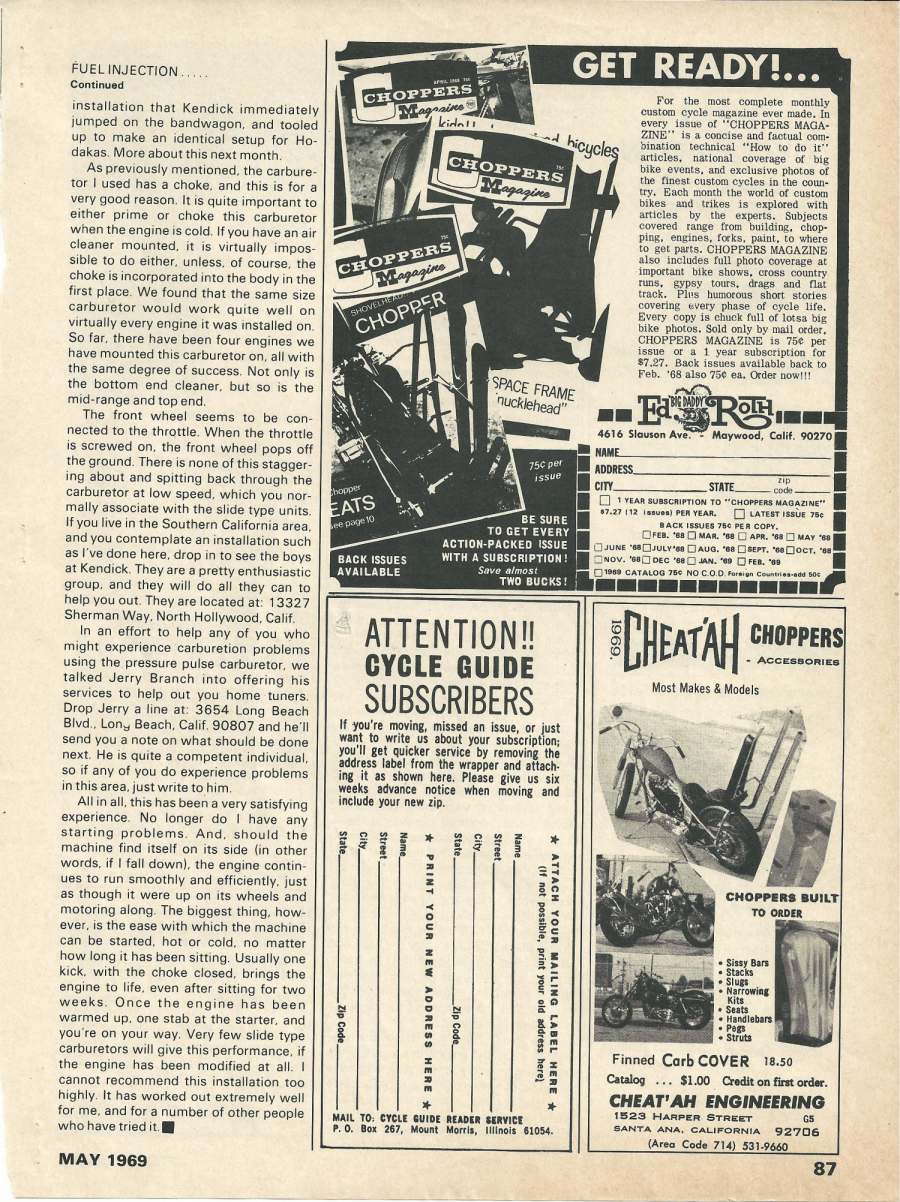 FUEL INJECTION.....
Continued
installation that Kendick immediately
jumped on the bandwagon, and tooled
up to make an identical setup for Ho-
dakas. More about this next month.
As previously mentioned, the carbure-
tor I used has a choke, and this is for a
very good reason. It is quite important to
either prime or choke this carburetor
when the engine is cold. If you have an air
cleaner mounted, it is virtually impos-
sible to do either, unless, of course, the
choke is incorporated into the body in the
first place. We found that the same size
carburetor would work quite well on
virtually every engine it was installed on.
So far, there have been four engines we
have mounted this carburetor on, all with
the same degree of success. Not only is
the bottom end cleaner, but so is the
mid-range and top end.
The front wheel seems to be con-
nected to the throttle. When the throttle
is screwed on, the front wheel pops off
the ground. There is none of this stagger-
ing about and spitting back through the
carburetor at low speed, which you nor-
mally associate with the slide type units.
If you live in the Southern California area,
and you contemplate an installation such
as I've done here, drop in to see the boys
at Kendick. They are a pretty enthusiastic
group, and they will do all they can to
help you out. They are located at: 13327
Sherman Way, North Hollywood, Calif.
In an effort to help any of you who
might experience carburetion problems
using the pressure pulse carburetor, we
talked Jerry Branch into offering his
services to help out you home tuners.
Drop Jerry a line at: 3654 Long Beach
Blvd., Long Beach, Calif. 90807 and he'll
send you a note on what should be done
next. He is quite a competent individual,
so if any of you do experience problems
in this area, just write to him.
All in all, this has been a very satisfying
experience. No longer do I have any
starting problems. And, should the
machine find itself on its side (in other
words, if I fall down), the engine contin-
ues to run smoothly and efficiently, just
as though it were up on its wheels and
motoring along. The biggest thing, how-
ever, is the ease with which the machine
can be started, hot or cold, no matter
how long it has been sitting. Usually one
kick, with the choke closed, brings the
engine to life, even after sitting for two
weeks. Once the engine has been
warmed up, one stab at the starter, and
you're on your way. Very few slide type
carburetors will give this performance, if
the engine has been modified at all. I
cannot recommend this installation too
highly. It has worked out extremely well
for me, and for a number of other people
who have tried it.
GET READY!...
APRIL 1968 75¢
CHOPPERS
Magazine
bicycles
75¢
CHOPPERS
Magazine
75¢
CHOPPERS
Magazine
SHOVELHEAD
CHOPPER
SPACE FRAME
nucklehead"
Chopper
EATS
see page 10
75¢ per
issue
BACK ISSUES
AVAILABLE
BE SURE
TO GET EVERY
ACTION-PACKED ISSUE
WITH A SUBSCRIPTION!
Save almost
TWO BUCKS!
For the most complete monthly
custom cycle magazine ever made. In
every issue of "CHOPPERS MAGA-
ZINE" is a concise and factual com-
bination technical "How to do it"
articles, national coverage of big
bike events, and exclusive photos of
the finest custom cycles in the coun-
try. Each month the world of custom
bikes and trikes is explored with
articles by the experts. Subjects
covered range from building, chop-
ping, engines, forks, paint, to where
to get parts. CHOPPERS MAGAZINE
also includes full photo coverage at
important bike shows, cross country
runs, gypsy tours, drags and flat
track. Plus humorous short stories
covering every phase of cycle life.
Every copy is chuck full of lotsa big
bike photos. Sold only by mail order.
CHOPPERS MAGAZINE is 75¢ per
issue or a 1 year subscription for
$7.27. Back issues available back to
Feb. '68 also 75¢ ea. Order now!!!
Ed "BIG DADDY" ROTH, inc.
4616 Slauson Ave. - Maywood, Calif. 90270
NAME
ADDRESS
CITY STATE zip code
1 YEAR SUBSCRIPTION TO "CHOPPERS MAGAZINE"
$7.27 (12 issues) PER YEAR. LATEST ISSUE 75c
BACK ISSUES 75¢ PER COPY.
FEB. '68 MAR. '68 APR. '68 MAY '68
JUNE '68 JULY '68 AUG. '68 SEPT. '68 OCT. '68
NOV. '68 DEC '68 JAN. '69 FEB. '69
1969 CATALOG 75¢ NO C.O.D. Foreign Countries-add 50¢
ATTENTION!!
CYCLE GUIDE
SUBSCRIBERS
If you're moving, missed an issue, or just
want to write us about your subscription;
you'll get quicker service by removing the
address label from the wrapper and attach-
ing it as shown here. Please give us six
weeks advance notice when moving and
include your new zip.
★ ATTACH YOUR MAILING LABEL HERE ★
(If not possible, print your old address here)
Name
Street
City
State Zip Code
★ PRINT YOUR NEW ADDRESS HERE ★
Name
Street
City
State Zip Code
MAIL TO: CYCLE GUIDE READER SERVICE
P. O. Box 267, Mount Morris, Illinois 61054.
1969.
CHEAT'AH CHOPPERS
- ACCESSORIES
Most Makes & Models
CHOPPERS BUILT
TO ORDER
• Sissy Bars
• Stacks
• Slugs
• Narrowing
Kits
• Seats
• Handlebars
• Pegs
• Struts
Finned Carb COVER 18.50
Catalog ... $1.00 Credit on first order.
CHEAT'AH ENGINEERING
1523 HARPER STREET GS
SANTA ANA, CALIFORNIA 92706
(Area Code 714) 531-9660
MAY 1969
87